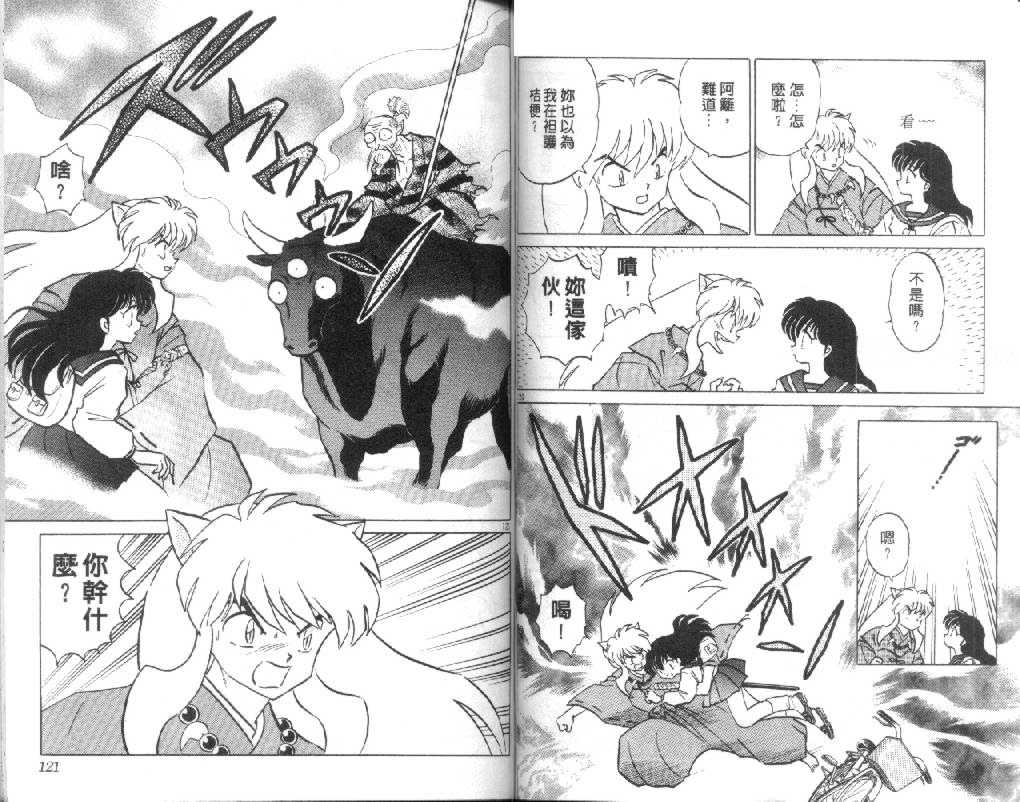 怎…怎
麼啦？
看~~
阿籬，
難道…
妳也以為
我在袒護
桔梗？
不是嗎？
嘖！
妳這傢
伙！
ゴ
嗯？
喝！
啥？
你幹什
麼？
121